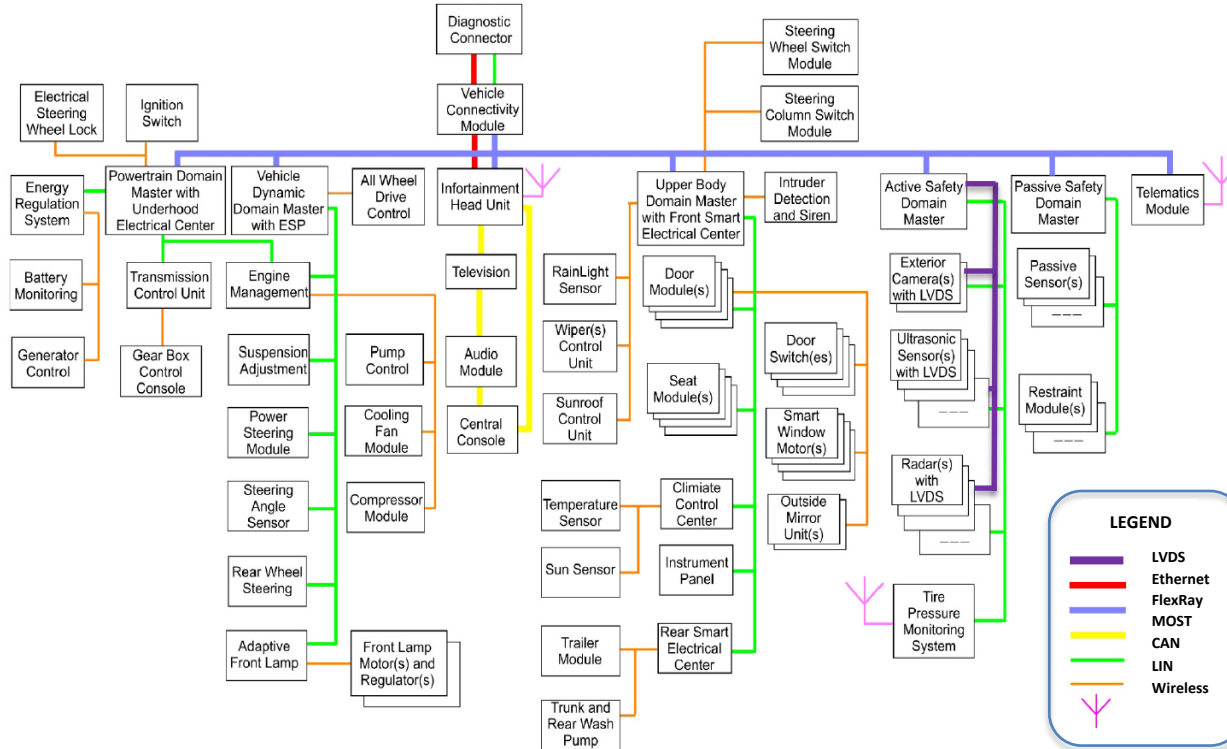 Diagnostic
Connector
Steering
Wheel Switch
Module
Electrical
Steering
Wheel Lock
Ignition
Switch
Vehicle
Connectivity
Module
Steering
Column Switch
Module
Energy
Regulation
System
Powertrain Domain
Master with
Underhood
Electrical Center
Vehicle
Dynamic
Domain Master
with ESP
All Wheel
Drive Control
Infortainment
Head Unit
Upper Body
Domain Master
with Front Smart
Electrical Center
Intruder
Detection
and Siren
Active Safety
Domain
Master
Passive Safety
Domain
Master
Telematics
Module
Battery
Monitoring
Transmission
Control Unit
Engine
Management
Television
RainLight
Sensor
Door
Module(s)
Exterior
Camera(s)
with LVDS
Passive
Sensor(s)
Generator
Control
Gear Box
Control
Console
Suspension
Adjustment
Pump
Control
Audio
Module
Wiper(s)
Control
Unit
Door
Switch(es)
Ultrasonic
Sensor(s)
with LVDS
Power
Steering
Module
Cooling
Fan
Module
Central
Console
Sunroof
Control
Unit
Seat
Module(s)
Smart
Window
Motor(s)
Restraint
Module(s)
Steering
Angle
Sensor
Compressor
Module
Temperature
Sensor
Climiate
Control
Center
Outside
Mirror
Unit(s)
Radar(s)
with
LVDS
Rear Wheel
Steering
Sun Sensor
Instrument
Panel
Tire
Pressure
Monitoring
System
Adaptive
Front Lamp
Front Lamp
Motor(s) and
Regulator(s)
Trailer
Module
Rear Smart
Electrical
Center
Trunk and
Rear Wash
Pump
LEGEND
LVDS
Ethernet
FlexRay
MOST
CAN
LIN
Wireless